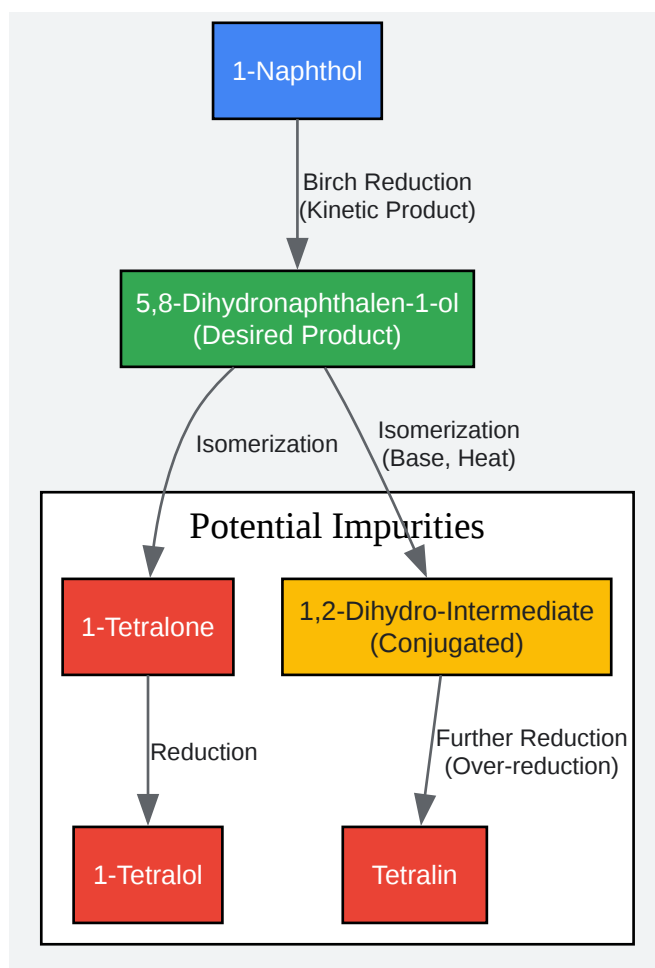 1-Naphthol
Birch Reduction
(Kinetic Product)
5,8-Dihydronaphthalen-1-ol
(Desired Product)
Isomerization
Isomerization
(Base, Heat)
Potential Impurities
1-Tetralone
1,2-Dihydro-Intermediate
(Conjugated)
Reduction
Further Reduction
(Over-reduction)
1-Tetralol
Tetralin